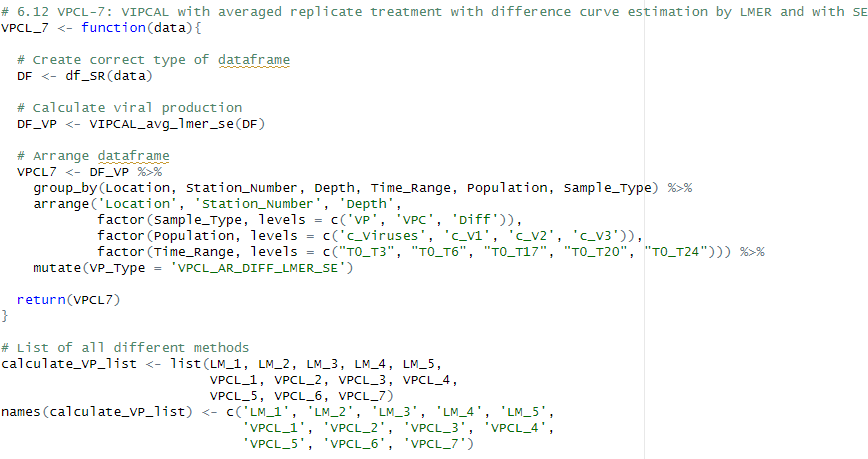 # 6.12 VPCL-7: VIPCAL with averaged replicate treatment with difference curve estimation by LMER and with SE
VPCL_7 <- function(data){
# Create correct type of dataframe
DF <- df_SR(data)
# Calculate viral production
DF_VP <- VIPCAL_avg_lmer_se(DF)
# Arrange dataframe
VPCL7 <- DF_VP %>%
group_by(Location, Station_Number, Depth, Time_Range, Population, Sample_Type) %>%
arrange('Location', 'Station_Number', 'Depth',
factor(Sample_Type, levels = c('VP', 'VPC', 'Diff')),
factor(Population, levels = c('c_Viruses', 'c_V1', 'c_V2', 'c_V3')),
factor(Time_Range, levels = c("T0_T3", "T0_T6", "T0_T17", "T0_T20", "T0_T24"))) %>%
mutate(VP_Type = 'VPCL_AR_DIFF_LMER_SE')
return(VPCL7)
}
# List of all different methods
calculate_VP_list <- list(LM_1, LM_2, LM_3, LM_4, LM_5,
VPCL_1, VPCL_2, VPCL_3, VPCL_4,
VPCL_5, VPCL_6, VPCL_7)
names(calculate_VP_list) <- c('LM_1', 'LM_2', 'LM_3', 'LM_4', 'LM_5',
'VPCL_1', 'VPCL_2', 'VPCL_3', 'VPCL_4',
'VPCL_5', 'VPCL_6', 'VPCL_7')